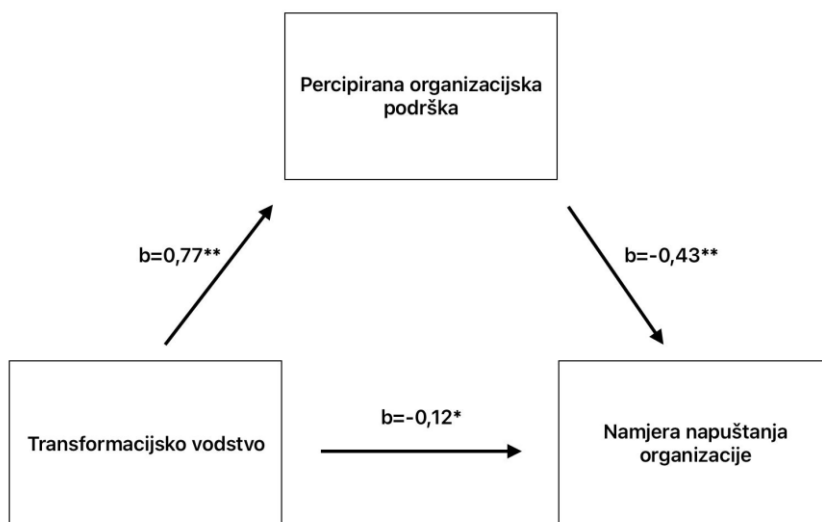 Percipirana organizacijska
podrška
b=0,77**
b=-0,43**
Transformacijsko vodstvo
b=-0,12*
Namjera napuštanja
organizacije